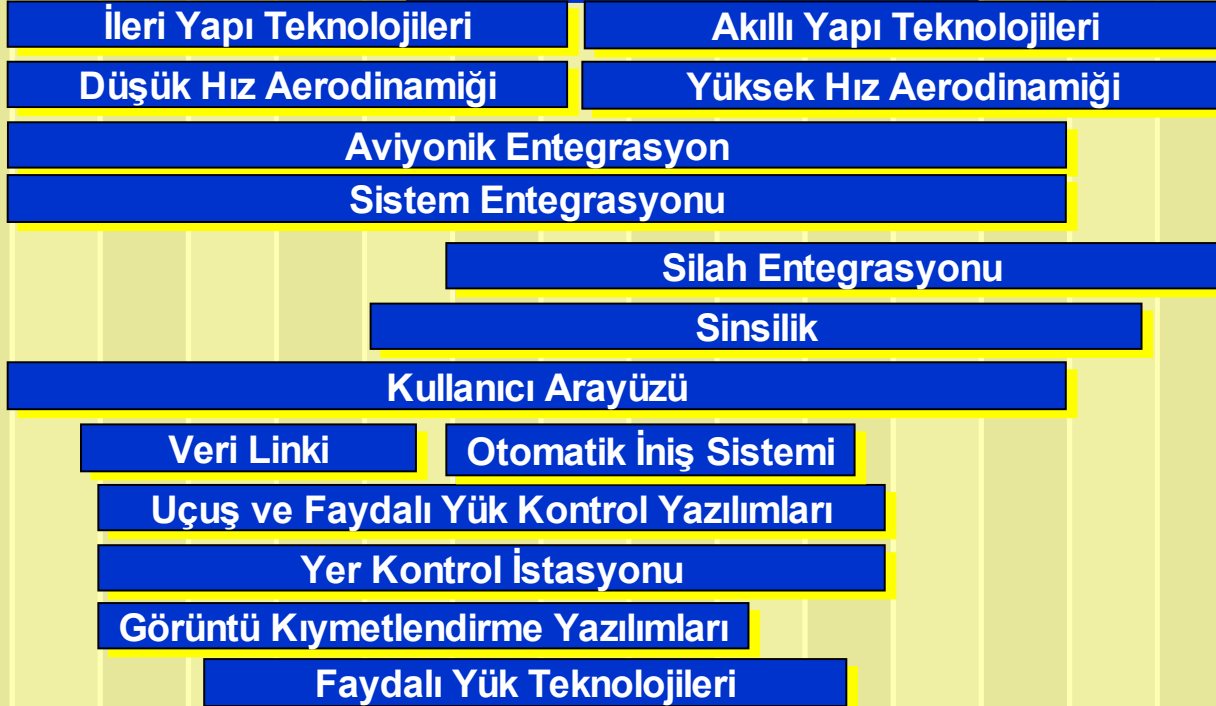 İleri Yapı Teknolojileri
Akıllı Yapı Teknolojileri
Düşük Hız Aerodinamiği
Yüksek Hız Aerodinamiği
Aviyonik Entegrasyon
Sistem Entegrasyonu
Silah Entegrasyonu
Sinsilik
Kullanıcı Arayüzü
Veri Linki
Otomatik İniş Sistemi
Uçuş ve Faydalı Yük Kontrol Yazılımları
Yer Kontrol İstasyonu
Görüntü Kıymetlendirme Yazılımları
Faydalı Yük Teknolojileri